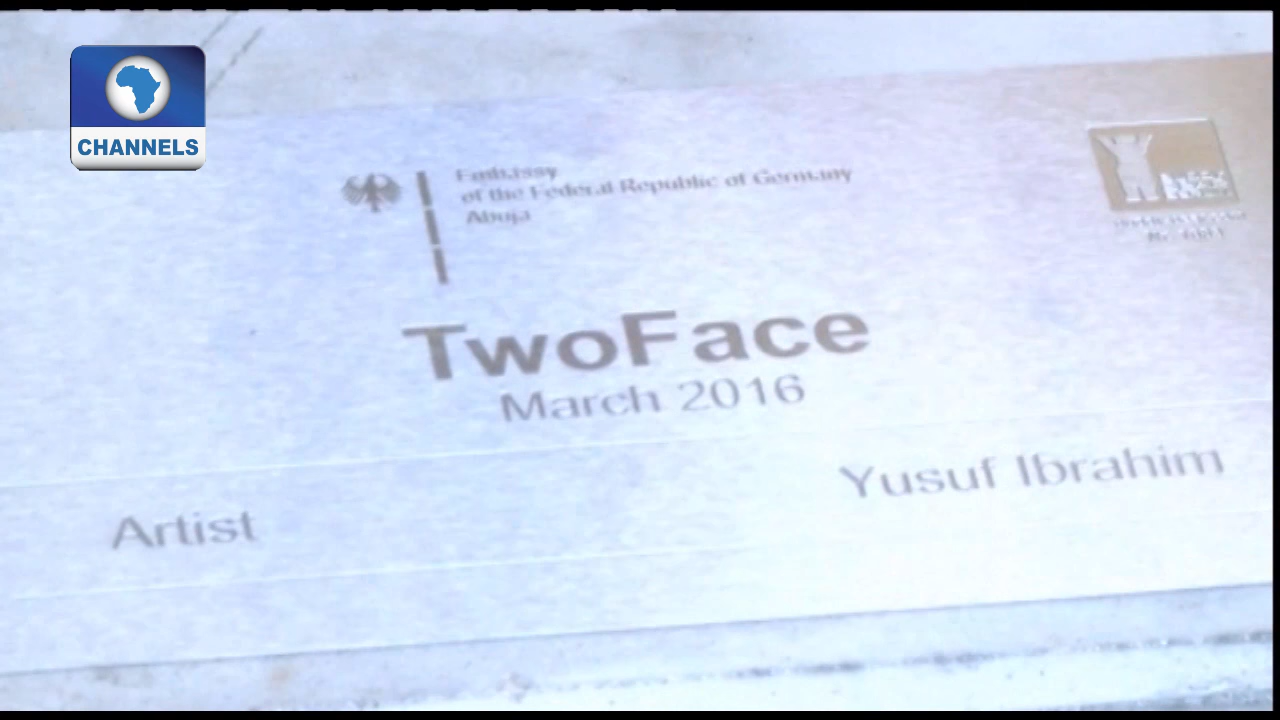 CHANNELS
Embassy
of the Federal Republic of Germany
Abuja
TwoFace
March 2016
Artist
Yusuf Ibrahim